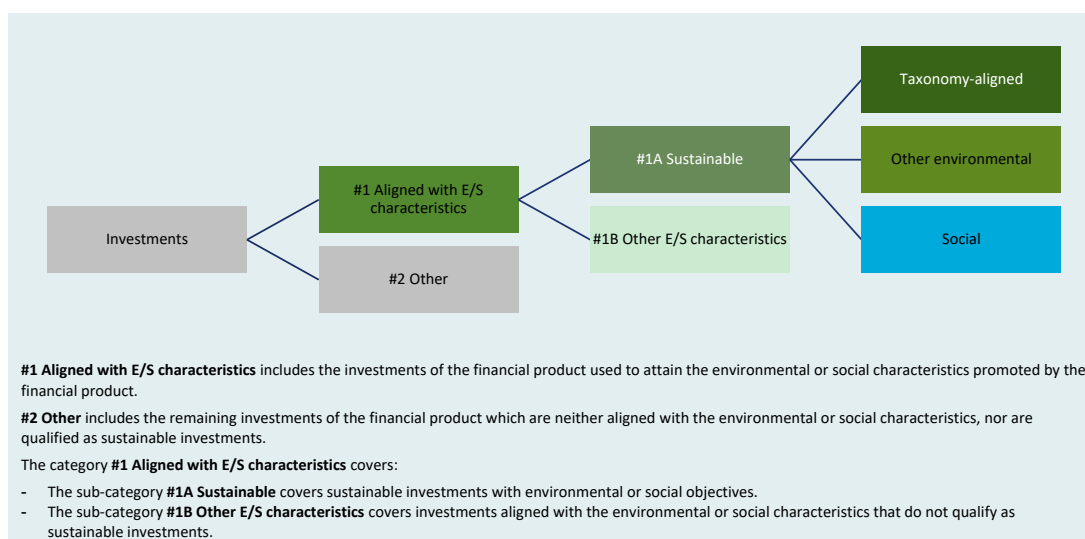 Taxonomy-aligned
#1A Sustainable
Other environmental
#1 Aligned with E/S
characteristics
Investments
#1B Other E/S characteristics
Social
#2 Other
#1 Aligned with E/S characteristics includes the investments of the financial product used to attain the environmental or social characteristics promoted by the
financial product.
#2 Other includes the remaining investments of the financial product which are neither aligned with the environmental or social characteristics, nor are
qualified as sustainable investments.
The category #1 Aligned with E/S characteristics covers:
- The sub-category #1A Sustainable covers sustainable investments with environmental or social objectives.
- The sub-category #1B Other E/S characteristics covers investments aligned with the environmental or social characteristics that do not qualify as
sustainable investments.